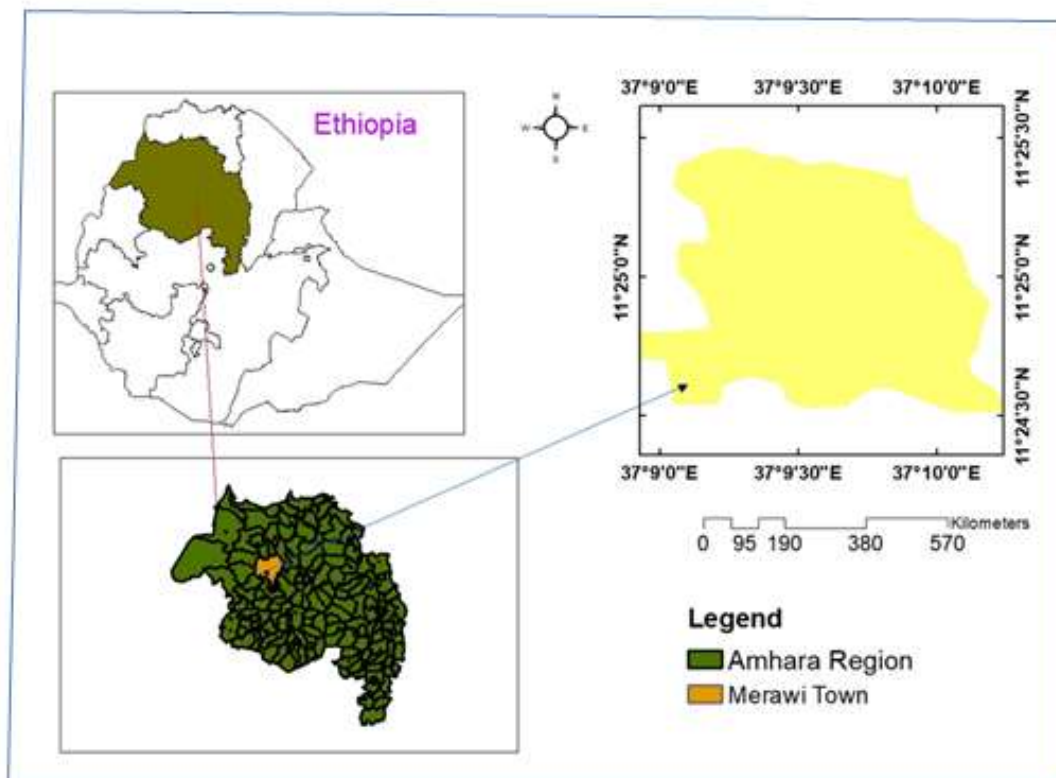 Ethiopia
N
W E
S
37°9'0"E 37°9'30"E 37°10'0"E
11°25'30"N
11°25'0"N
11°25'0"N
11°24'30"N
37°9'0"E 37°9'30"E 37°10'0"E
Kilometers
0 95 190 380 570
Legend
Amhara Region
Merawi Town